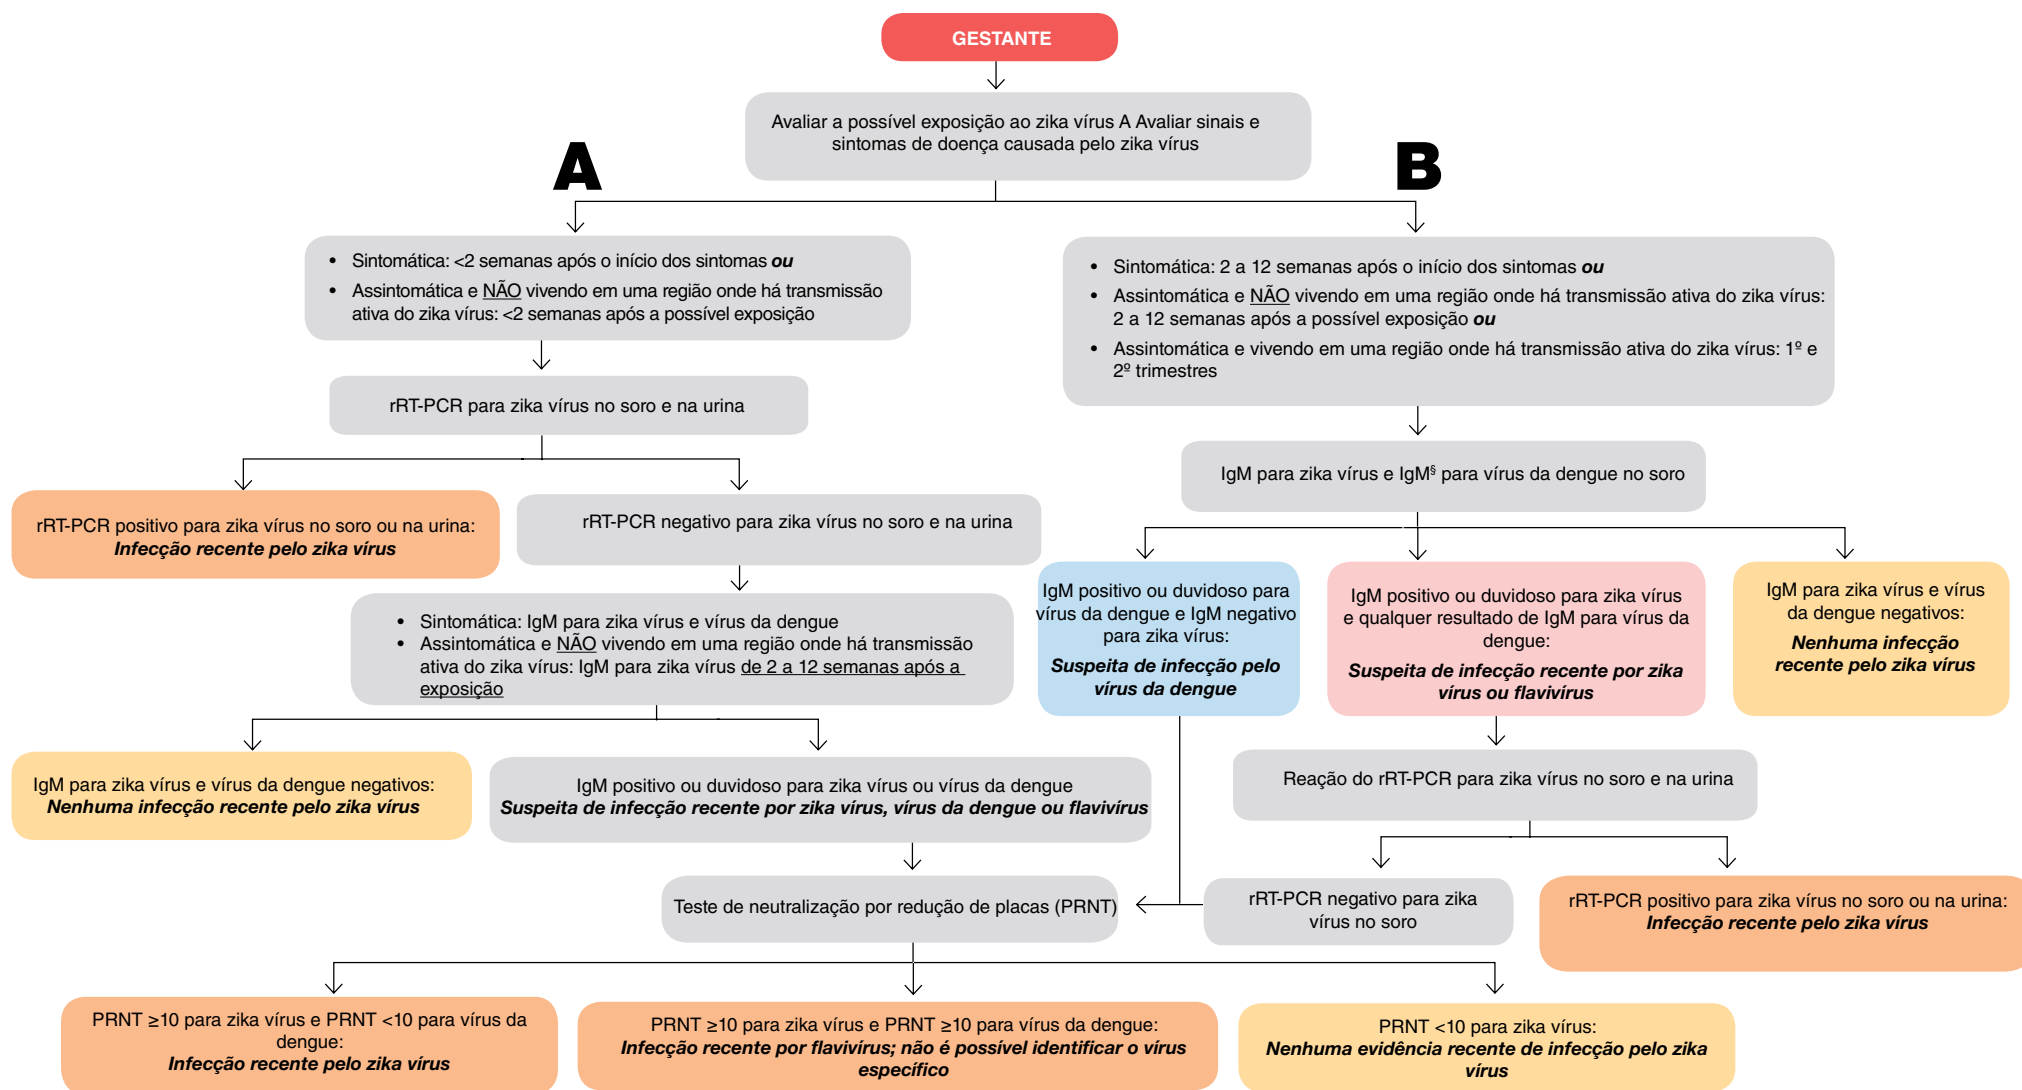 GESTANTE
Avaliar a possível exposição ao zika vírus A Avaliar sinais e
sintomas de doença causada pelo zika vírus
A
B
• Sintomática: <2 semanas após o início dos sintomas ou
• Assintomática e NÃO vivendo em uma região onde há transmissão
ativa do zika vírus: <2 semanas após a possível exposição
• Sintomática: 2 a 12 semanas após o início dos sintomas ou
• Assintomática e NÃO vivendo em uma região onde há transmissão ativa do zika vírus:
2 a 12 semanas após a possível exposição ou
• Assintomática e vivendo em uma região onde há transmissão ativa do zika vírus: 1º e
2º trimestres
rRT-PCR para zika vírus no soro e na urina
IgM para zika vírus e IgM§ para vírus da dengue no soro
rRT-PCR positivo para zika vírus no soro ou na urina:
Infecção recente pelo zika vírus
rRT-PCR negativo para zika vírus no soro e na urina
IgM positivo ou duvidoso para
vírus da dengue e IgM negativo
para zika vírus:
Suspeita de infecção pelo
vírus da dengue
IgM positivo ou duvidoso para zika vírus
e qualquer resultado de IgM para vírus da
dengue:
Suspeita de infecção recente por zika
vírus ou flavivírus
IgM para zika vírus e vírus
da dengue negativos:
Nenhuma infecção
recente pelo zika vírus
• Sintomática: IgM para zika vírus e vírus da dengue
• Assintomática e NÃO vivendo em uma região onde há transmissão
ativa do zika vírus: IgM para zika vírus de 2 a 12 semanas após a
exposição
IgM para zika vírus e vírus da dengue negativos:
Nenhuma infecção recente pelo zika vírus
IgM positivo ou duvidoso para zika vírus ou vírus da dengue
Suspeita de infecção recente por zika vírus, vírus da dengue ou flavivírus
Reação do rRT-PCR para zika vírus no soro e na urina
Teste de neutralização por redução de placas (PRNT)
rRT-PCR negativo para zika
vírus no soro
rRT-PCR positivo para zika vírus no soro ou na urina:
Infecção recente pelo zika vírus
PRNT ≥10 para zika vírus e PRNT <10 para vírus da
dengue:
Infecção recente pelo zika vírus
PRNT ≥10 para zika vírus e PRNT ≥10 para vírus da dengue:
Infecção recente por flavivírus; não é possível identificar o vírus
específico
PRNT <10 para zika vírus:
Nenhuma evidência recente de infecção pelo zika
vírus